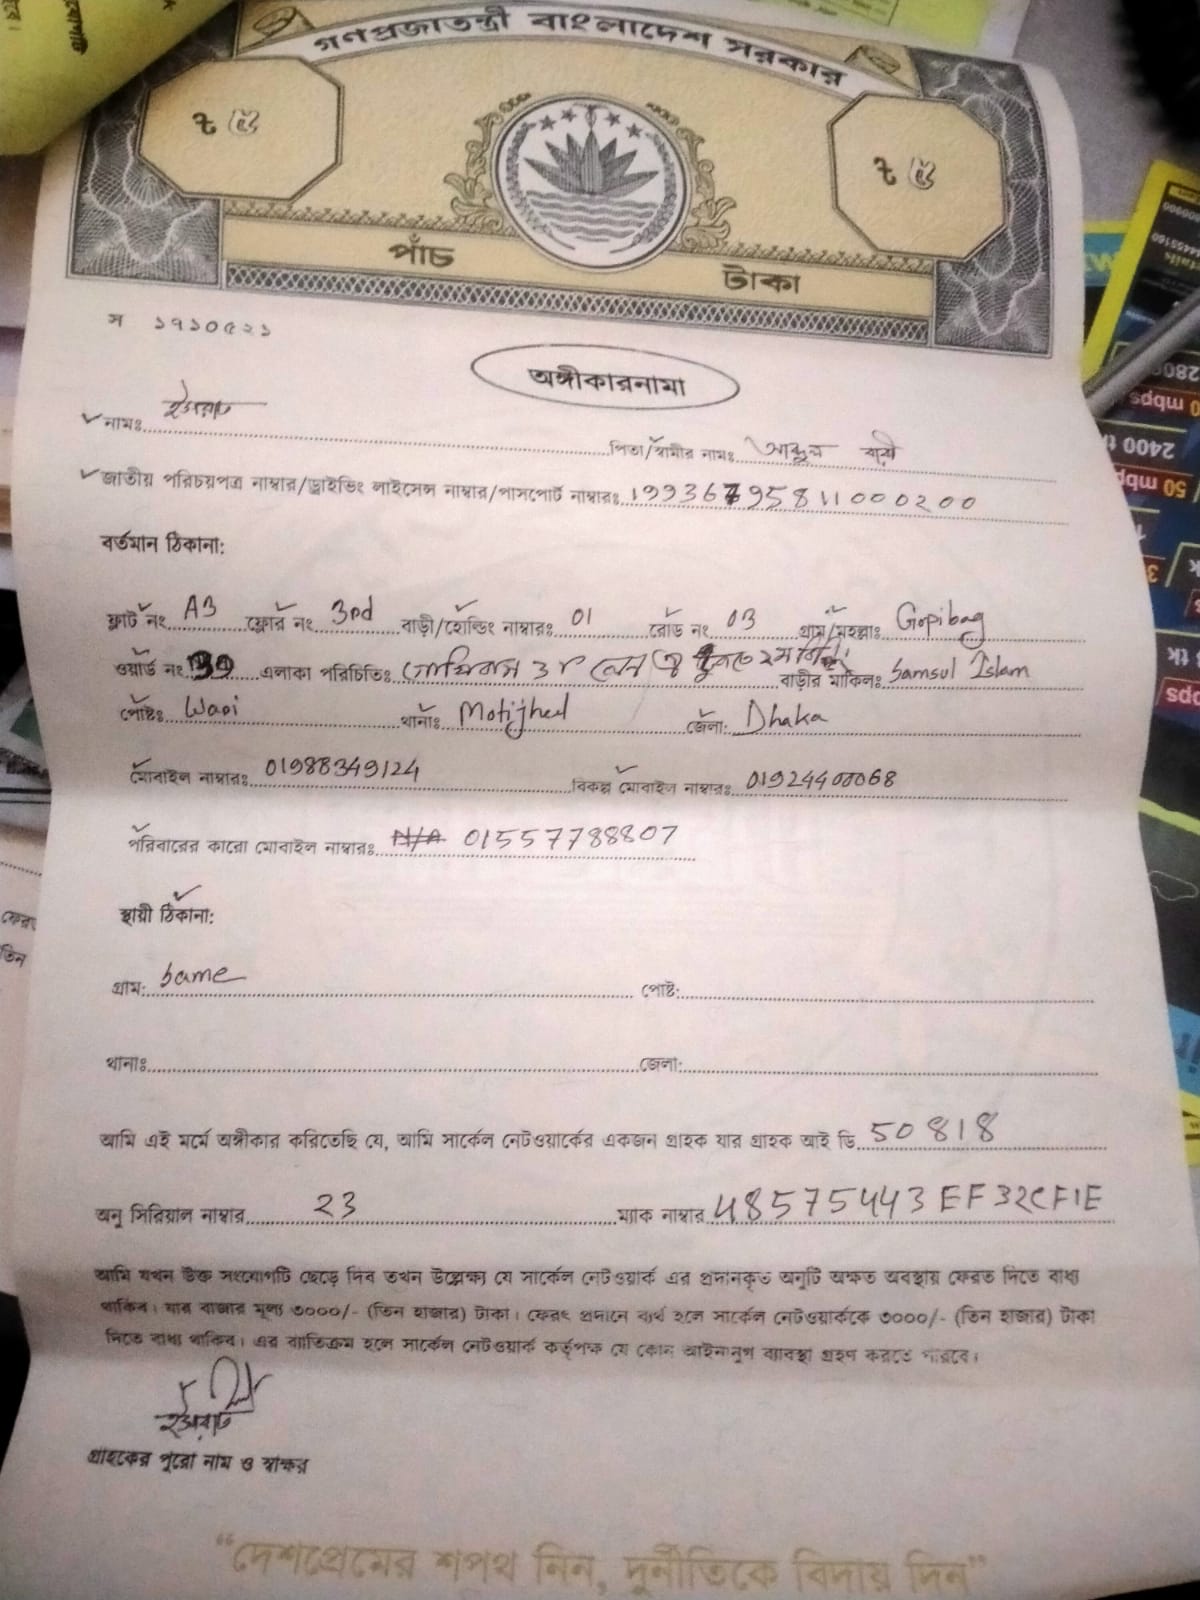 গণপ্রজাতন্ত্রী বাংলাদেশ সরকার
৳ ৫ ৳ ৫
পাঁচ টাকা
স ১৭১০৫২১
অঙ্গীকারনামা
নামঃ পিতা/স্বামীর নামঃ আব্দুল বারী
জাতীয় পরিচয়পত্র নাম্বার/ড্রাইভিং লাইসেন্স নাম্বার/পাসপোর্ট নাম্বারঃ 19936795811000200
বর্তমান ঠিকানা:
ফ্লাট নং A3 ফ্লোর নং 3rd বাড়ী/হোল্ডিং নাম্বারঃ 01 রোড নং 03 গ্রাম/মহল্লাঃ Gopibag
ওয়ার্ড নং এলাকা পরিচিতিঃ বাড়ীর মালিকঃ Samsul Islam
পোষ্টঃ Wari থানাঃ Motijheel জেলা: Dhaka
মোবাইল নাম্বারঃ 01988349124 বিকল্প মোবাইল নাম্বারঃ 01924400068
পরিবারের কারো মোবাইল নাম্বারঃ N/A 01557788807
স্থায়ী ঠিকানা:
গ্রাম: Same পোষ্ট:
থানাঃ জেলা:
আমি এই মর্মে অঙ্গীকার করিতেছি যে, আমি সার্কেল নেটওয়ার্কের একজন গ্রাহক যার গ্রাহক আই ডি 50818
অনু সিরিয়াল নাম্বার 23 ম্যাক নাম্বার 48575443EF32CF1E
আমি যখন উক্ত সংযোগটি ছেড়ে দিব তখন উল্লেক্ষ্য যে সার্কেল নেটওয়ার্ক এর প্রদানকৃত অনুটি অক্ষত অবস্থায় ফেরত দিতে বাধ্য
থাকিব। যার বাজার মূল্য ৩০০০/- (তিন হাজার) টাকা। ফেরৎ প্রদানে ব্যর্থ হলে সার্কেল নেটওয়ার্ককে ৩০০০/- (তিন হাজার) টাকা
দিতে বাধ্য থাকিব। এর ব্যতিক্রম হলে সার্কেল নেটওয়ার্ক কর্তৃপক্ষ যে কোন আইনানুগ ব্যবস্থা গ্রহণ করতে পারবে।
গ্রাহকের পুরো নাম ও স্বাক্ষর
“দেশপ্রেমের শপথ নিন, দুর্নীতিকে বিদায় দিন”